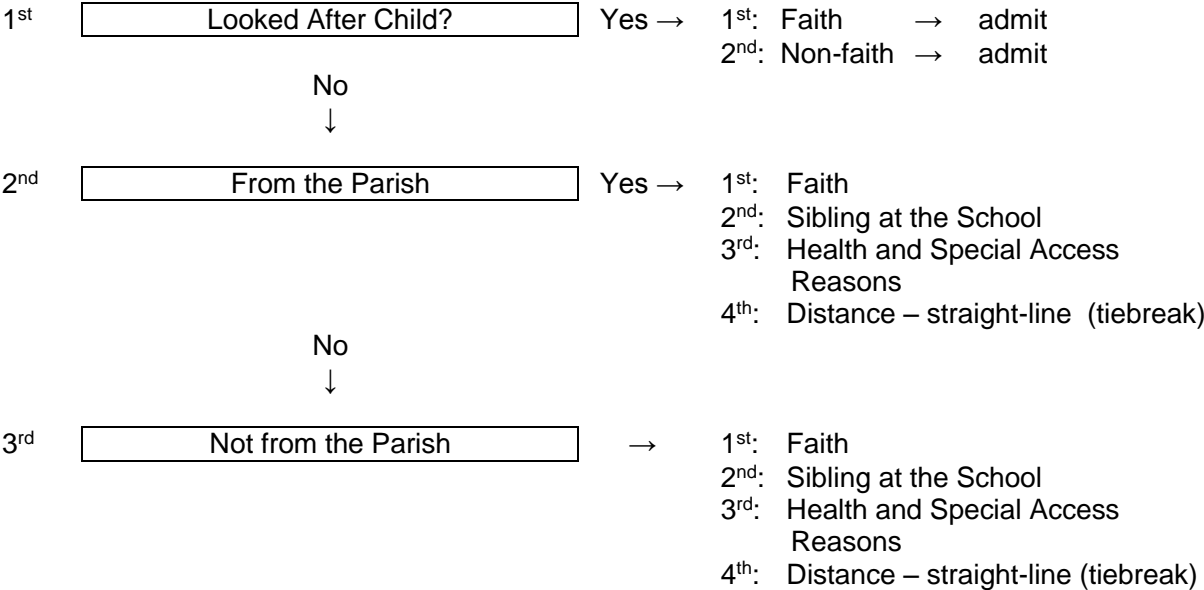 1st Looked After Child? Yes → 1st: Faith → admit
2nd: Non-faith → admit
No
↓
2nd From the Parish Yes → 1st: Faith
2nd: Sibling at the School
3rd: Health and Special Access
Reasons
4th: Distance – straight-line (tiebreak)
No
↓
3rd Not from the Parish → 1st: Faith
2nd: Sibling at the School
3rd: Health and Special Access
Reasons
4th: Distance – straight-line (tiebreak)